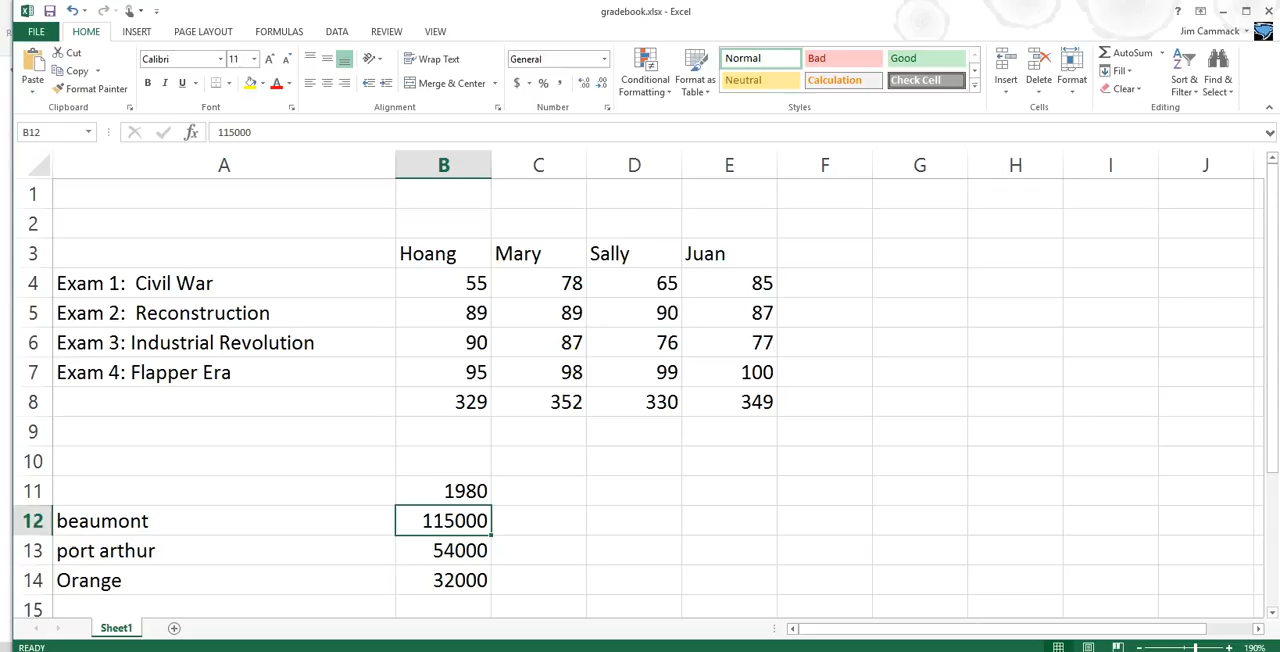 gradebook.xlsx - Excel
?
FILE HOME INSERT PAGE LAYOUT FORMULAS DATA REVIEW VIEW Jim Cammack
Paste Cut Copy Format Painter Clipboard
Calibri 11 A A B I U A Font
Wrap Text Merge & Center Alignment
General $ % , .00 Number
Conditional Formatting Format as Table Normal Bad Good Neutral Calculation Check Cell Styles
Insert Delete Format Cells
AutoSum Fill Clear Sort & Filter Find & Select Editing
B12 fx 115000
A B C D E F G H I J
1
2
3 Hoang Mary Sally Juan
4 Exam 1:  Civil War 55 78 65 85
5 Exam 2:  Reconstruction 89 89 90 87
6 Exam 3: Industrial Revolution 90 87 76 77
7 Exam 4: Flapper Era 95 98 99 100
8 329 352 330 349
9
10
11 1980
12 beaumont 115000
13 port arthur 54000
14 Orange 32000
15
Sheet1
READY 190%